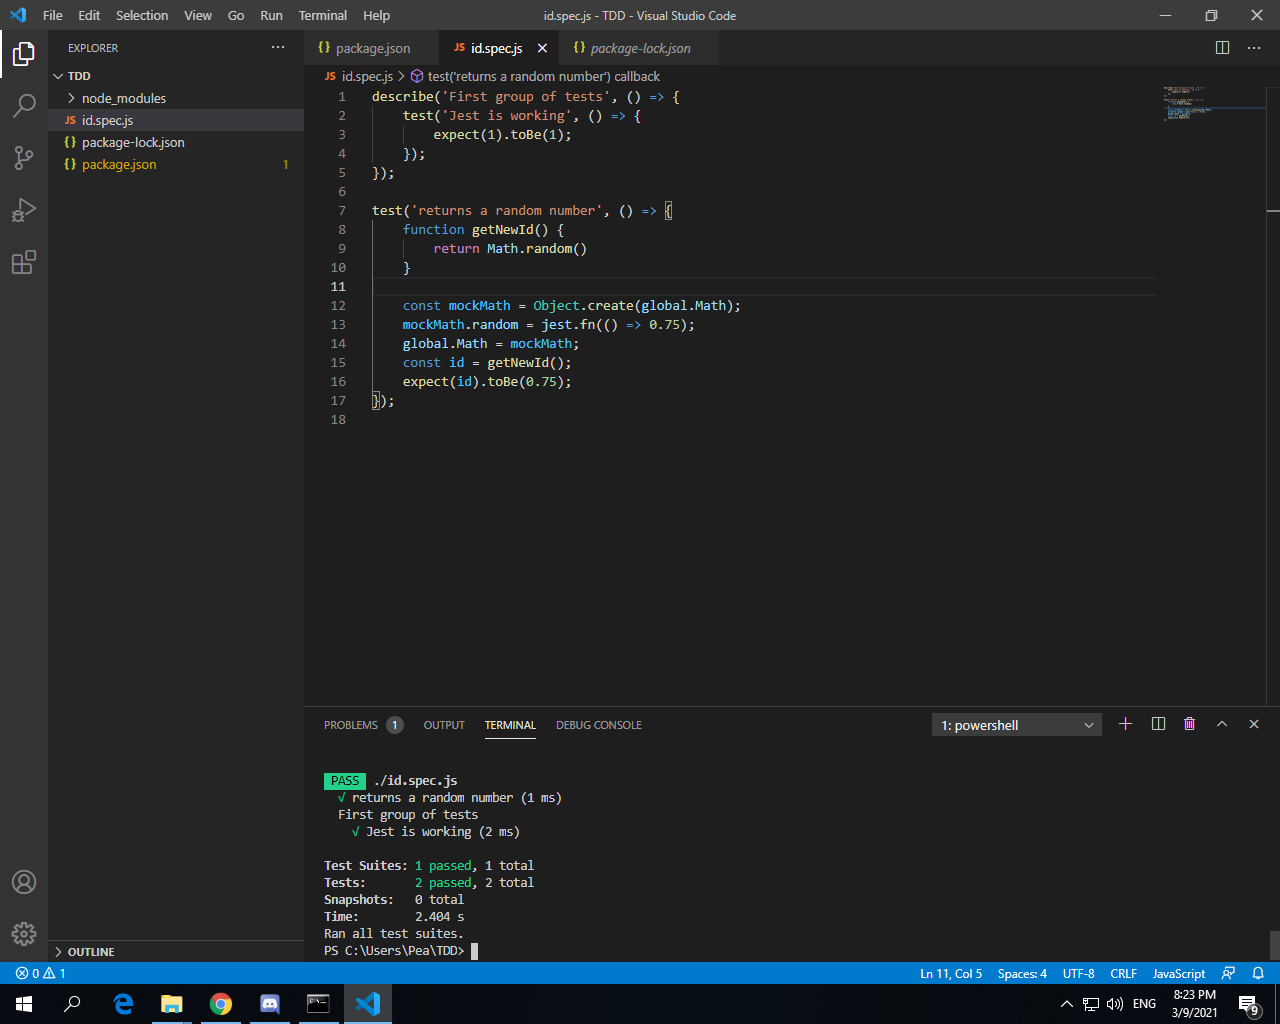 File Edit Selection View Go Run Terminal Help id.spec.js - TDD - Visual Studio Code
EXPLORER
TDD
node_modules
JS id.spec.js
{} package-lock.json
{} package.json 1
OUTLINE
{} package.json JS id.spec.js {} package-lock.json
JS id.spec.js > test('returns a random number') callback
1 describe('First group of tests', () => {
2 test('Jest is working', () => {
3 expect(1).toBe(1);
4 });
5 });
6
7 test('returns a random number', () => {
8 function getNewId() {
9 return Math.random()
10 }
11
12 const mockMath = Object.create(global.Math);
13 mockMath.random = jest.fn(() => 0.75);
14 global.Math = mockMath;
15 const id = getNewId();
16 expect(id).toBe(0.75);
17 });
18
PROBLEMS 1 OUTPUT TERMINAL DEBUG CONSOLE 1: powershell
PASS ./id.spec.js
√ returns a random number (1 ms)
First group of tests
√ Jest is working (2 ms)
Test Suites: 1 passed, 1 total
Tests: 2 passed, 2 total
Snapshots: 0 total
Time: 2.404 s
Ran all test suites.
PS C:\Users\Pea\TDD>
0 1 Ln 11, Col 5 Spaces: 4 UTF-8 CRLF JavaScript
ENG 8:23 PM
3/9/2021
9